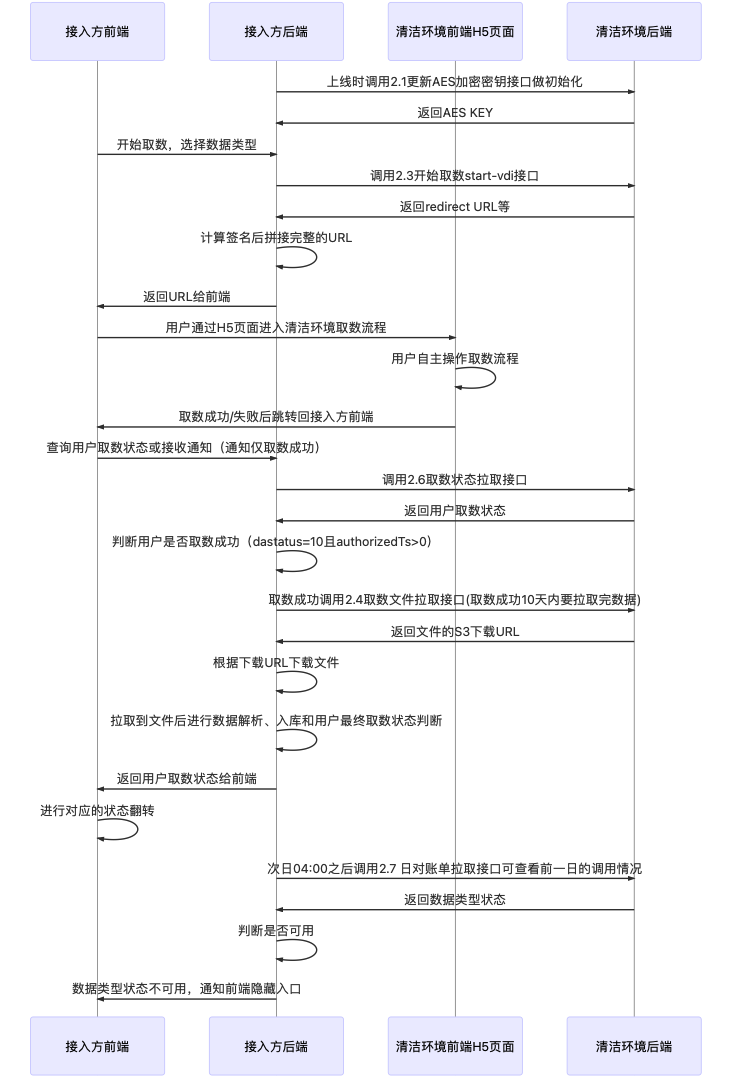 接入方前端
接入方后端
清洁环境前端H5页面
清洁环境后端
上线时调用2.1更新AES加密密钥接口做初始化
返回AES KEY
开始取数，选择数据类型
调用2.3开始取数start-vdi接口
返回redirect URL等
计算签名后拼接完整的URL
返回URL给前端
用户通过H5页面进入清洁环境取数流程
用户自主操作取数流程
取数成功/失败后跳转回接入方前端
查询用户取数状态或接收通知（通知仅取数成功）
调用2.6取数状态拉取接口
返回用户取数状态
判断用户是否取数成功（dastatus=10且authorizedTs>0）
取数成功调用2.4取数文件拉取接口(取数成功10天内要拉取完数据)
返回文件的S3下载URL
根据下载URL下载文件
拉取到文件后进行数据解析、入库和用户最终取数状态判断
返回用户取数状态给前端
进行对应的状态翻转
次日04:00之后调用2.7 日对账单拉取接口可查看前一日的调用情况
返回数据类型状态
判断是否可用
数据类型状态不可用，通知前端隐藏入口
接入方前端
接入方后端
清洁环境前端H5页面
清洁环境后端